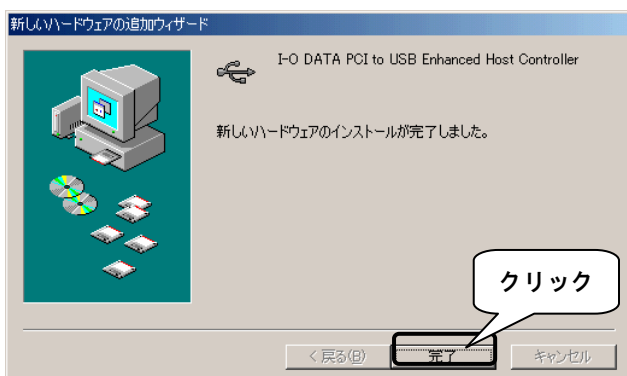 新しいハードウェアの追加ウィザード
I-O DATA PCI to USB Enhanced Host Controller
新しいハードウェアのインストールが完了しました。
クリック
< 戻る(B)
完了
キャンセル